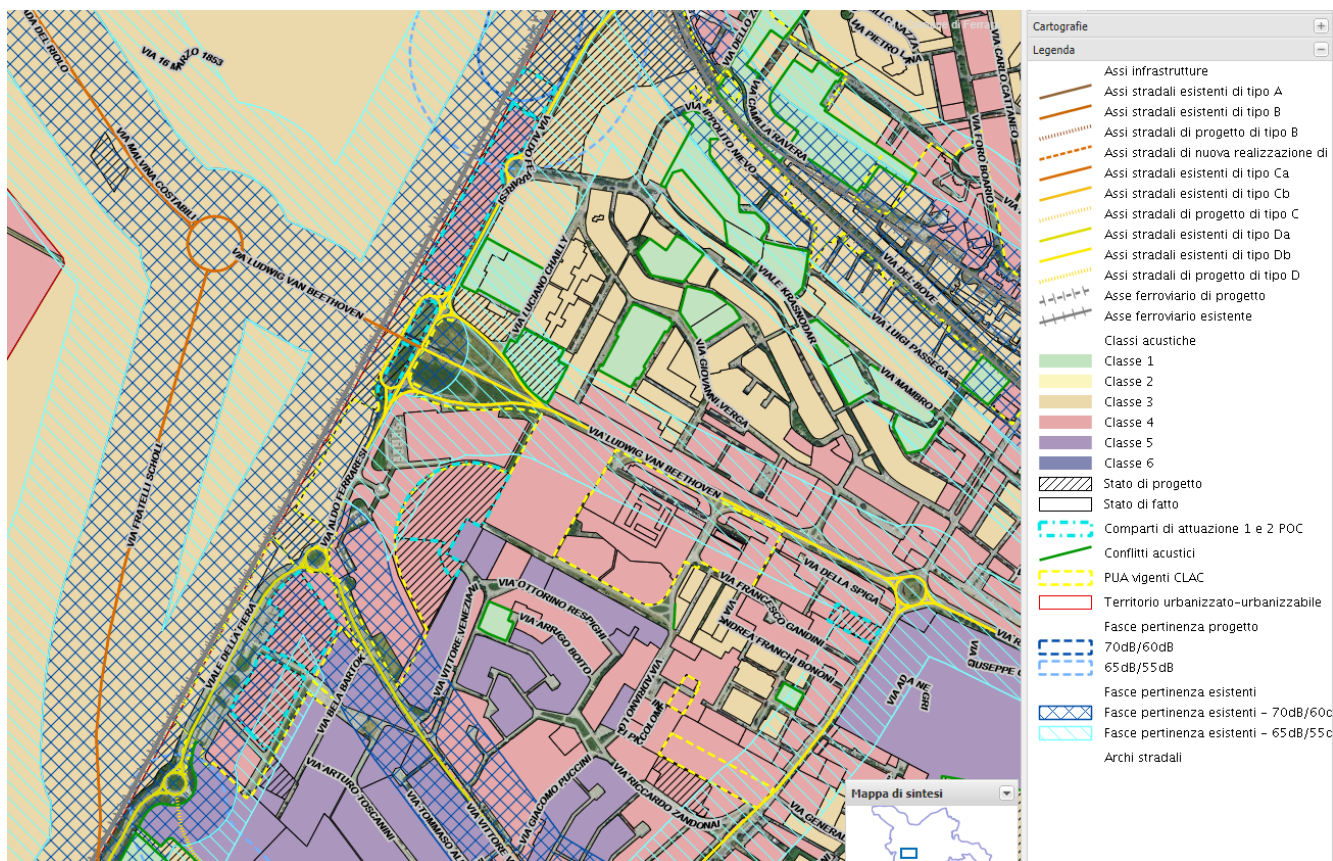 Cartografie
Legenda
Assi infrastrutture
Assi stradali esistenti di tipo A
Assi stradali esistenti di tipo B
Assi stradali di progetto di tipo B
Assi stradali di nuova realizzazione di
Assi stradali esistenti di tipo Ca
Assi stradali esistenti di tipo Cb
Assi stradali di progetto di tipo C
Assi stradali esistenti di tipo Da
Assi stradali esistenti di tipo Db
Assi stradali di progetto di tipo D
Asse ferroviario di progetto
Asse ferroviario esistente
Classi acustiche
Classe 1
Classe 2
Classe 3
Classe 4
Classe 5
Classe 6
Stato di progetto
Stato di fatto
Comparti di attuazione 1 e 2 POC
Conflitti acustici
PUA vigenti CLAC
Territorio urbanizzato-urbanizzabile
Fasce pertinenza progetto
70dB/60dB
65dB/55dB
Fasce pertinenza esistenti
Fasce pertinenza esistenti - 70dB/60c
Fasce pertinenza esistenti - 65dB/55c
Archi stradali
Mappa di sintesi
VIA 16 MARZO 1853
VIA MALVINA COSTABILI
VIA LUDWIG VAN BEETHOVEN
VIA FRATELLI SCHOLL
VIA ALDO FERRARESI
VIA LUCIANO CHAILLY
VIA IPPOLITO NIEVO
VIA CAMILLA RAVERA
VIA FORO BOARIO
VIA CARLO CATTANEO
VIA DEL BOVE
VIALE KRASNODAR
VIA LUIGI PASSEGA
VIA MAMBRO
VIA GIOVANNI VERGA
VIA LUDWIG VAN BEETHOVEN
VIA ALDO FERRARESI
VIA DELLA SPIGA
VIA FRANCESCO GANDINI
VIA OTTORINO RESPIGHI
VIA ARRIGO BOITO
VIA VITTORE VENEZIANI
VIALE DELLA FIERA
VIA BELA BARTOK
VIA ADA NEGRI
VIA ARTURO TOSCANINI
VIA GIACOMO PUCCINI
VIA RICCARDO ZANDONAI